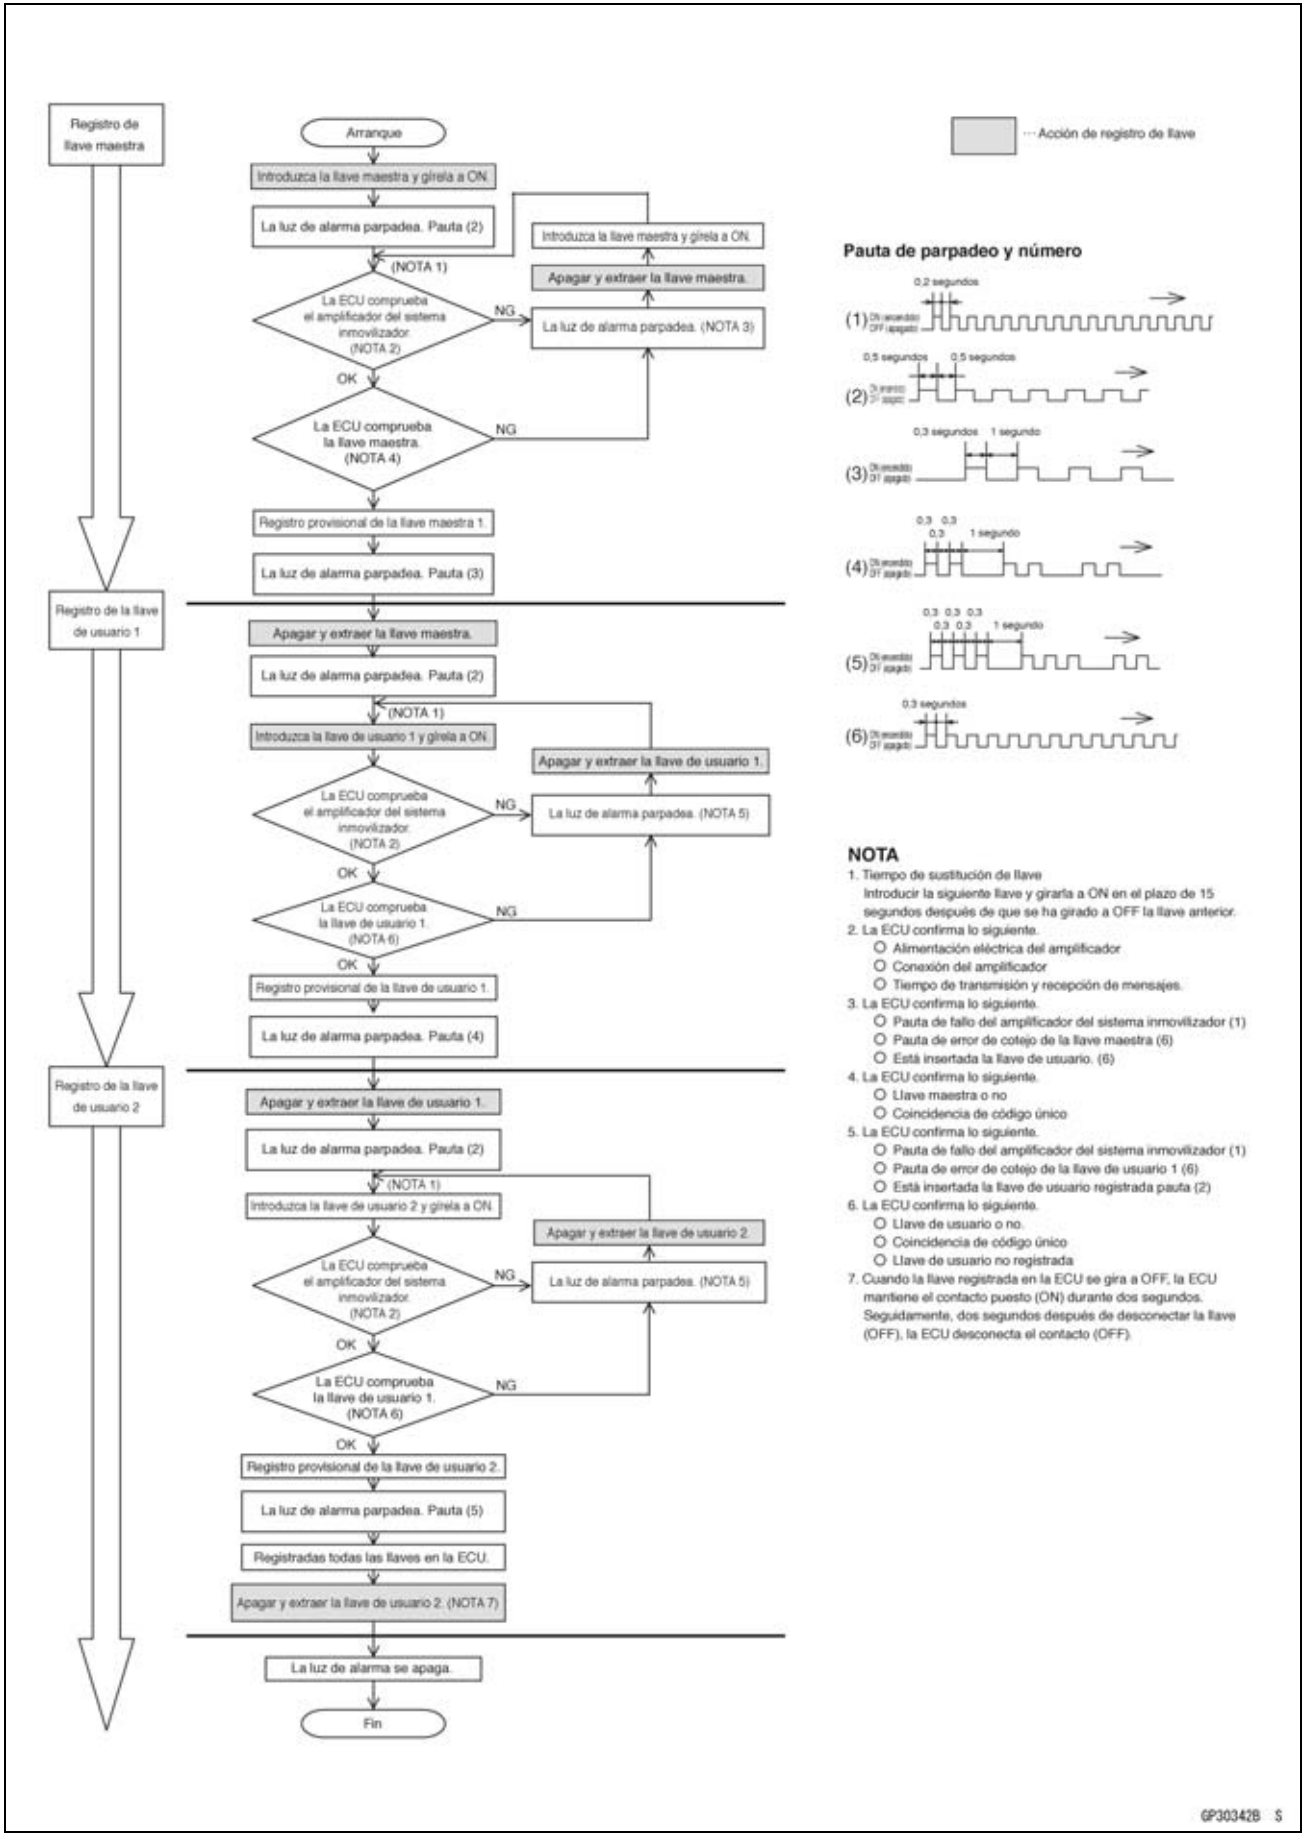 Registro de
llave maestra
Arranque
Introduzca la llave maestra y gírela a ON.
La luz de alarma parpadea. Pauta (2)
(NOTA 1)
La ECU comprueba
el amplificador del sistema
inmovilizador.
(NOTA 2)
NG
OK
Introduzca la llave maestra y gírela a ON.
Apagar y extraer la llave maestra.
La luz de alarma parpadea. (NOTA 3)
La ECU comprueba
la llave maestra.
(NOTA 4)
NG
Registro provisional de la llave maestra 1.
La luz de alarma parpadea. Pauta (3)
Registro de la llave
de usuario 1
Apagar y extraer la llave maestra.
La luz de alarma parpadea. Pauta (2)
(NOTA 1)
Introduzca la llave de usuario 1 y gírela a ON.
La ECU comprueba
el amplificador del sistema
inmovilizador.
(NOTA 2)
NG
OK
Apagar y extraer la llave de usuario 1.
La luz de alarma parpadea. (NOTA 5)
La ECU comprueba
la llave de usuario 1.
(NOTA 6)
NG
OK
Registro provisional de la llave de usuario 1.
La luz de alarma parpadea. Pauta (4)
Registro de la llave
de usuario 2
Apagar y extraer la llave de usuario 1.
La luz de alarma parpadea. Pauta (2)
(NOTA 1)
Introduzca la llave de usuario 2 y gírela a ON.
La ECU comprueba
el amplificador del sistema
inmovilizador.
(NOTA 2)
NG
OK
Apagar y extraer la llave de usuario 2.
La luz de alarma parpadea. (NOTA 5)
La ECU comprueba
la llave de usuario 1.
(NOTA 6)
NG
OK
Registro provisional de la llave de usuario 2.
La luz de alarma parpadea. Pauta (5)
Registradas todas las llaves en la ECU.
Apagar y extraer la llave de usuario 2. (NOTA 7)
La luz de alarma se apaga.
Fin
··· Acción de registro de llave
Pauta de parpadeo y número
0,2 segundos
(1) ON (encendido)
OFF (apagado)
0,5 segundos 0,5 segundos
(2) ON (encendido)
OFF (apagado)
0,3 segundos 1 segundo
(3) ON (encendido)
OFF (apagado)
0,3 0,3
0,3 1 segundo
(4) ON (encendido)
OFF (apagado)
0,3 0,3 0,3
0,3 0,3 1 segundo
(5) ON (encendido)
OFF (apagado)
0,3 segundos
(6) ON (encendido)
OFF (apagado)
NOTA
1. Tiempo de sustitución de llave
Introducir la siguiente llave y girarla a ON en el plazo de 15
segundos después de que se ha girado a OFF la llave anterior.
2. La ECU confirma lo siguiente.
○ Alimentación eléctrica del amplificador
○ Conexión del amplificador
○ Tiempo de transmisión y recepción de mensajes.
3. La ECU confirma lo siguiente.
○ Pauta de fallo del amplificador del sistema inmovilizador (1)
○ Pauta de error de cotejo de la llave maestra (6)
○ Está insertada la llave de usuario. (6)
4. La ECU confirma lo siguiente.
○ Llave maestra o no
○ Coincidencia de código único
5. La ECU confirma lo siguiente.
○ Pauta de fallo del amplificador del sistema inmovilizador (1)
○ Pauta de error de cotejo de la llave de usuario 1 (6)
○ Está insertada la llave de usuario registrada pauta (2)
6. La ECU confirma lo siguiente.
○ Llave de usuario o no.
○ Coincidencia de código único
○ Llave de usuario no registrada
7. Cuando la llave registrada en la ECU se gira a OFF, la ECU
mantiene el contacto puesto (ON) durante dos segundos.
Seguidamente, dos segundos después de desconectar la llave
(OFF), la ECU desconecta el contacto (OFF).
GP30342B S